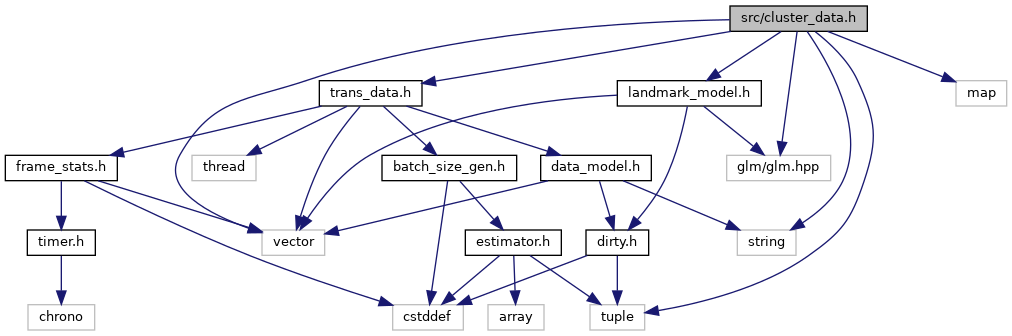 src/cluster_data.h
trans_data.h
landmark_model.h
map
frame_stats.h
thread
batch_size_gen.h
data_model.h
glm/glm.hpp
timer.h
vector
estimator.h
dirty.h
string
chrono
cstddef
array
tuple